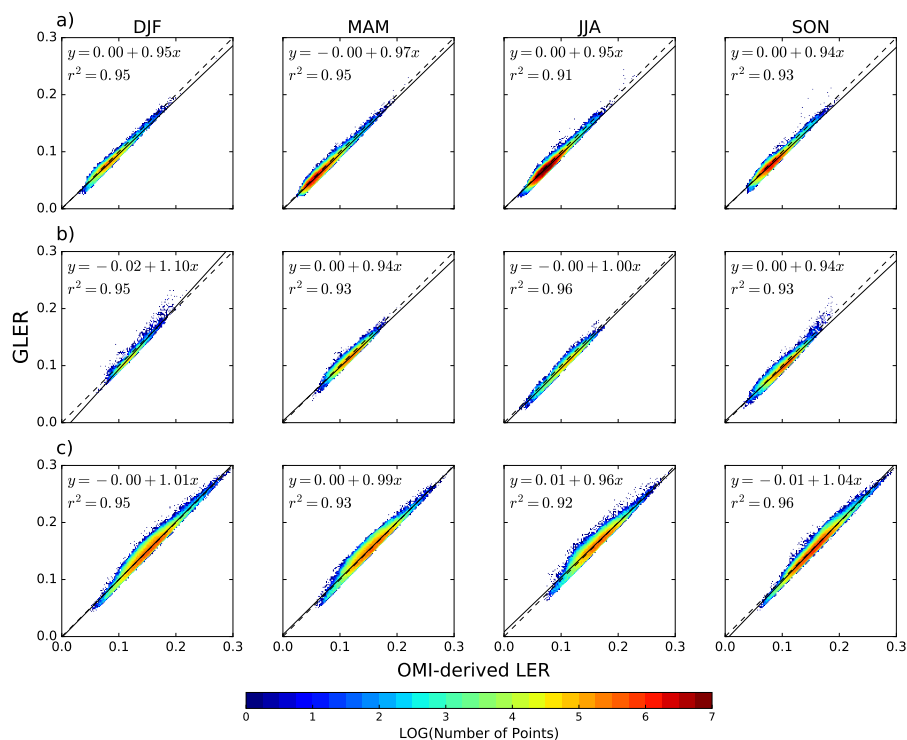 a)
DJF MAM JJA SON
0.3
y = 0.00 + 0.95x y = −0.00 + 0.97x y = 0.00 + 0.95x y = 0.00 + 0.94x
r² = 0.95 r² = 0.95 r² = 0.91 r² = 0.93
0.2
0.1
0.0
b)
0.3
y = −0.02 + 1.10x y = 0.00 + 0.94x y = −0.00 + 1.00x y = 0.00 + 0.94x
r² = 0.95 r² = 0.93 r² = 0.96 r² = 0.93
0.2
GLER
0.1
0.0
c)
0.3
y = −0.00 + 1.01x y = 0.00 + 0.99x y = 0.01 + 0.96x y = −0.01 + 1.04x
r² = 0.95 r² = 0.93 r² = 0.92 r² = 0.96
0.2
0.1
0.0
0.0 0.1 0.2 0.3 0.0 0.1 0.2 0.3 0.0 0.1 0.2 0.3 0.0 0.1 0.2 0.3
OMI-derived LER
0 1 2 3 4 5 6 7
LOG(Number of Points)